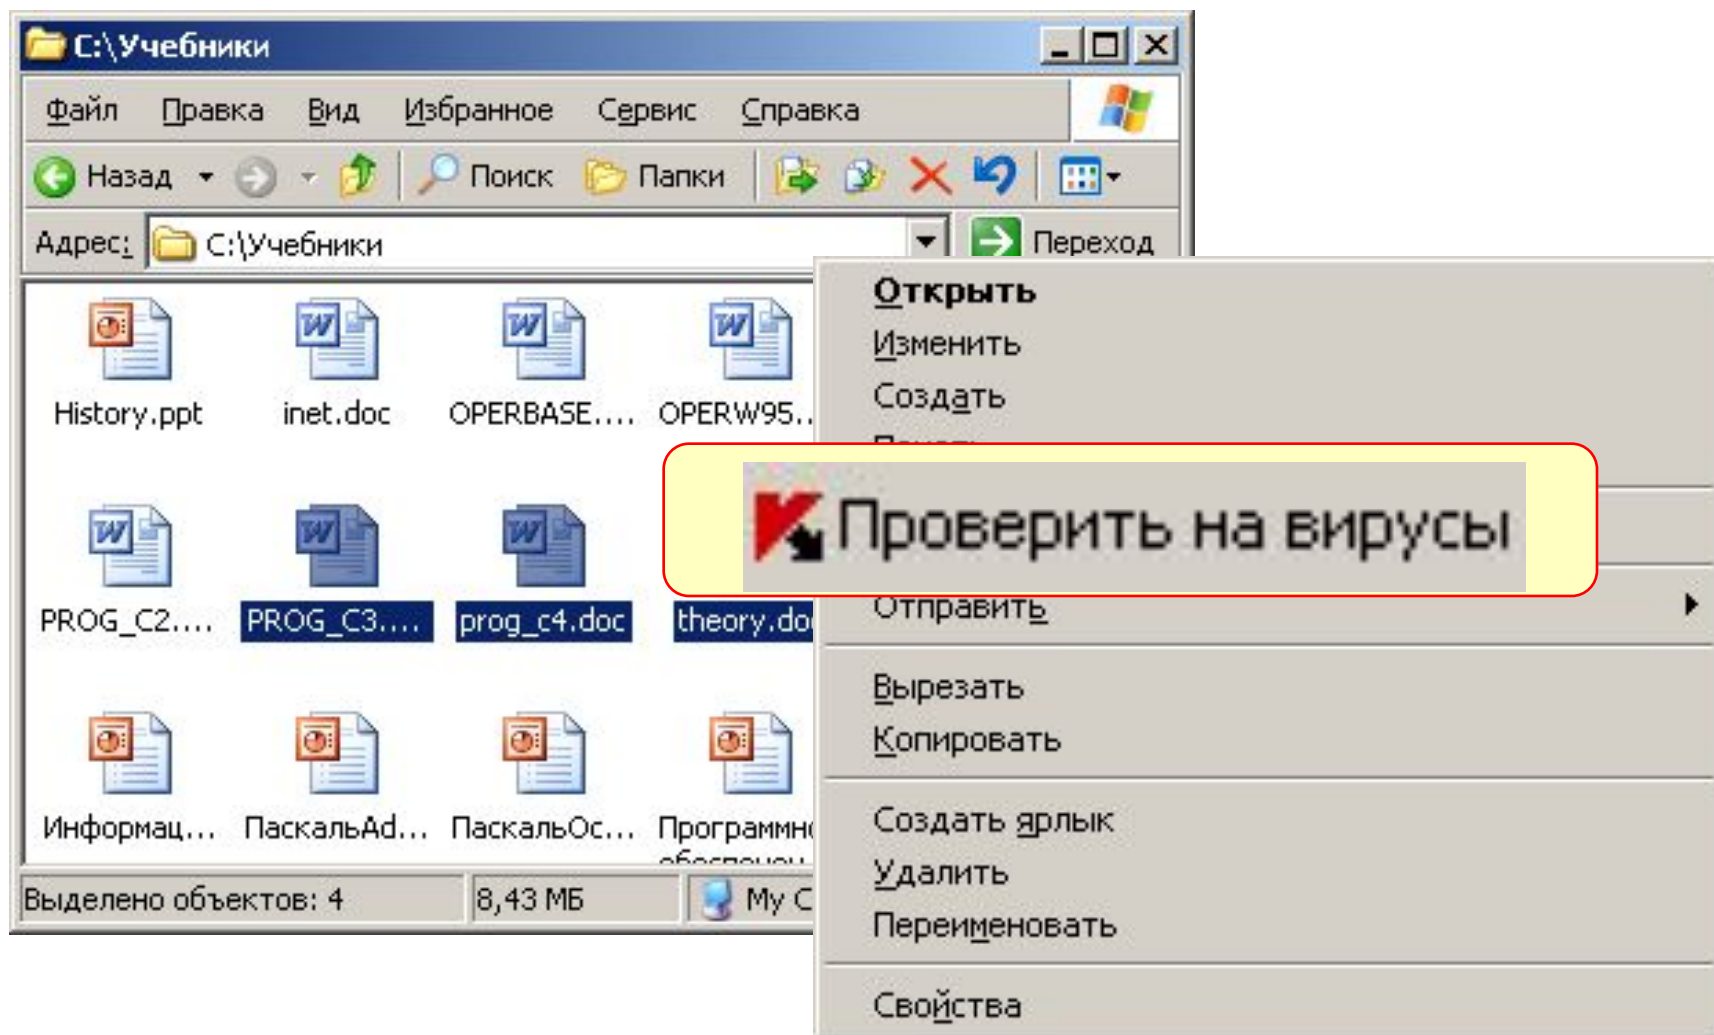 C:\Учебники
Файл Правка Вид Избранное Сервис Справка
Назад Поиск Папки
Адрес: C:\Учебники Переход
History.ppt inet.doc OPERBASE.... OPERW95..
PROG_C2.... PROG_C3.... prog_c4.doc theory.do
Информац... ПаскальAd... ПаскальОс... Программн
Выделено объектов: 4 8,43 МБ My C
Открыть
Изменить
Создать
Проверить на вирусы
Отправить
Вырезать
Копировать
Создать ярлык
Удалить
Переименовать
Свойства